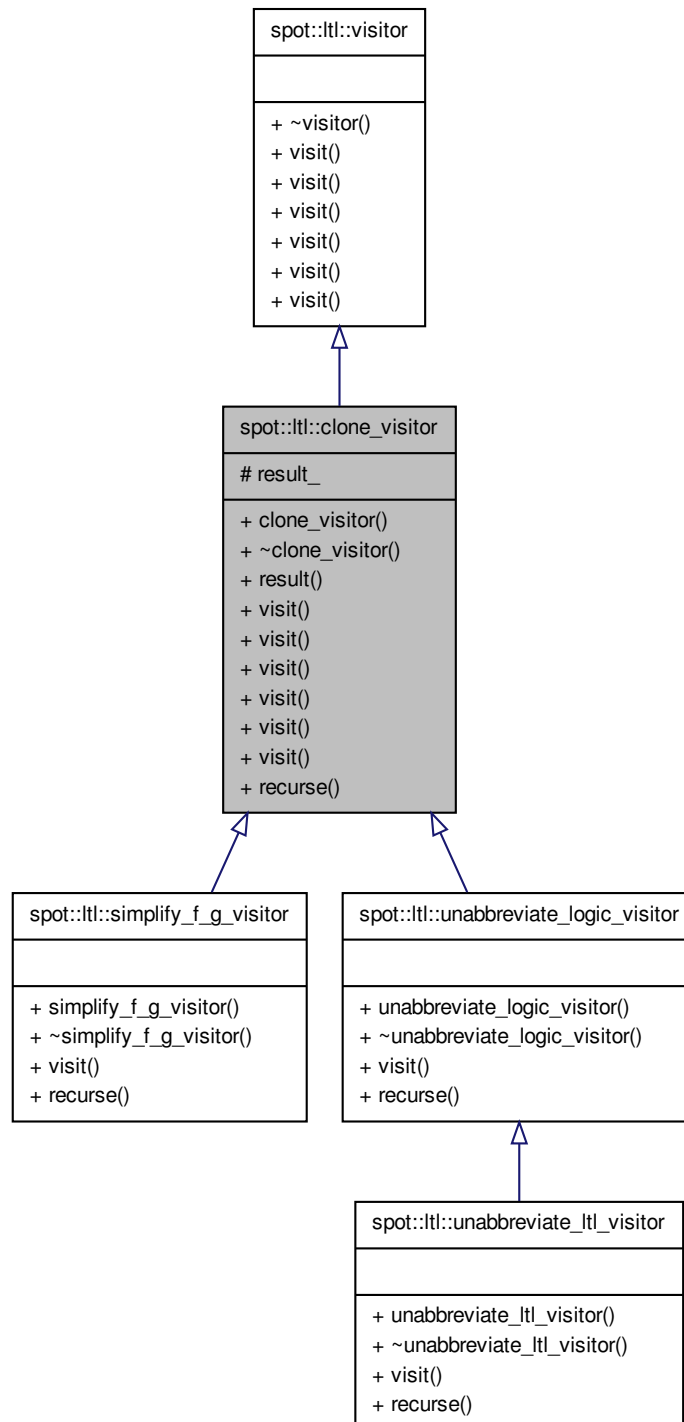 spot::ltl::visitor
+ ~visitor()
+ visit()
+ visit()
+ visit()
+ visit()
+ visit()
+ visit()
spot::ltl::clone_visitor
# result_
+ clone_visitor()
+ ~clone_visitor()
+ result()
+ visit()
+ visit()
+ visit()
+ visit()
+ visit()
+ visit()
+ recurse()
spot::ltl::simplify_f_g_visitor
+ simplify_f_g_visitor()
+ ~simplify_f_g_visitor()
+ visit()
+ recurse()
spot::ltl::unabbreviate_logic_visitor
+ unabbreviate_logic_visitor()
+ ~unabbreviate_logic_visitor()
+ visit()
+ recurse()
spot::ltl::unabbreviate_ltl_visitor
+ unabbreviate_ltl_visitor()
+ ~unabbreviate_ltl_visitor()
+ visit()
+ recurse()